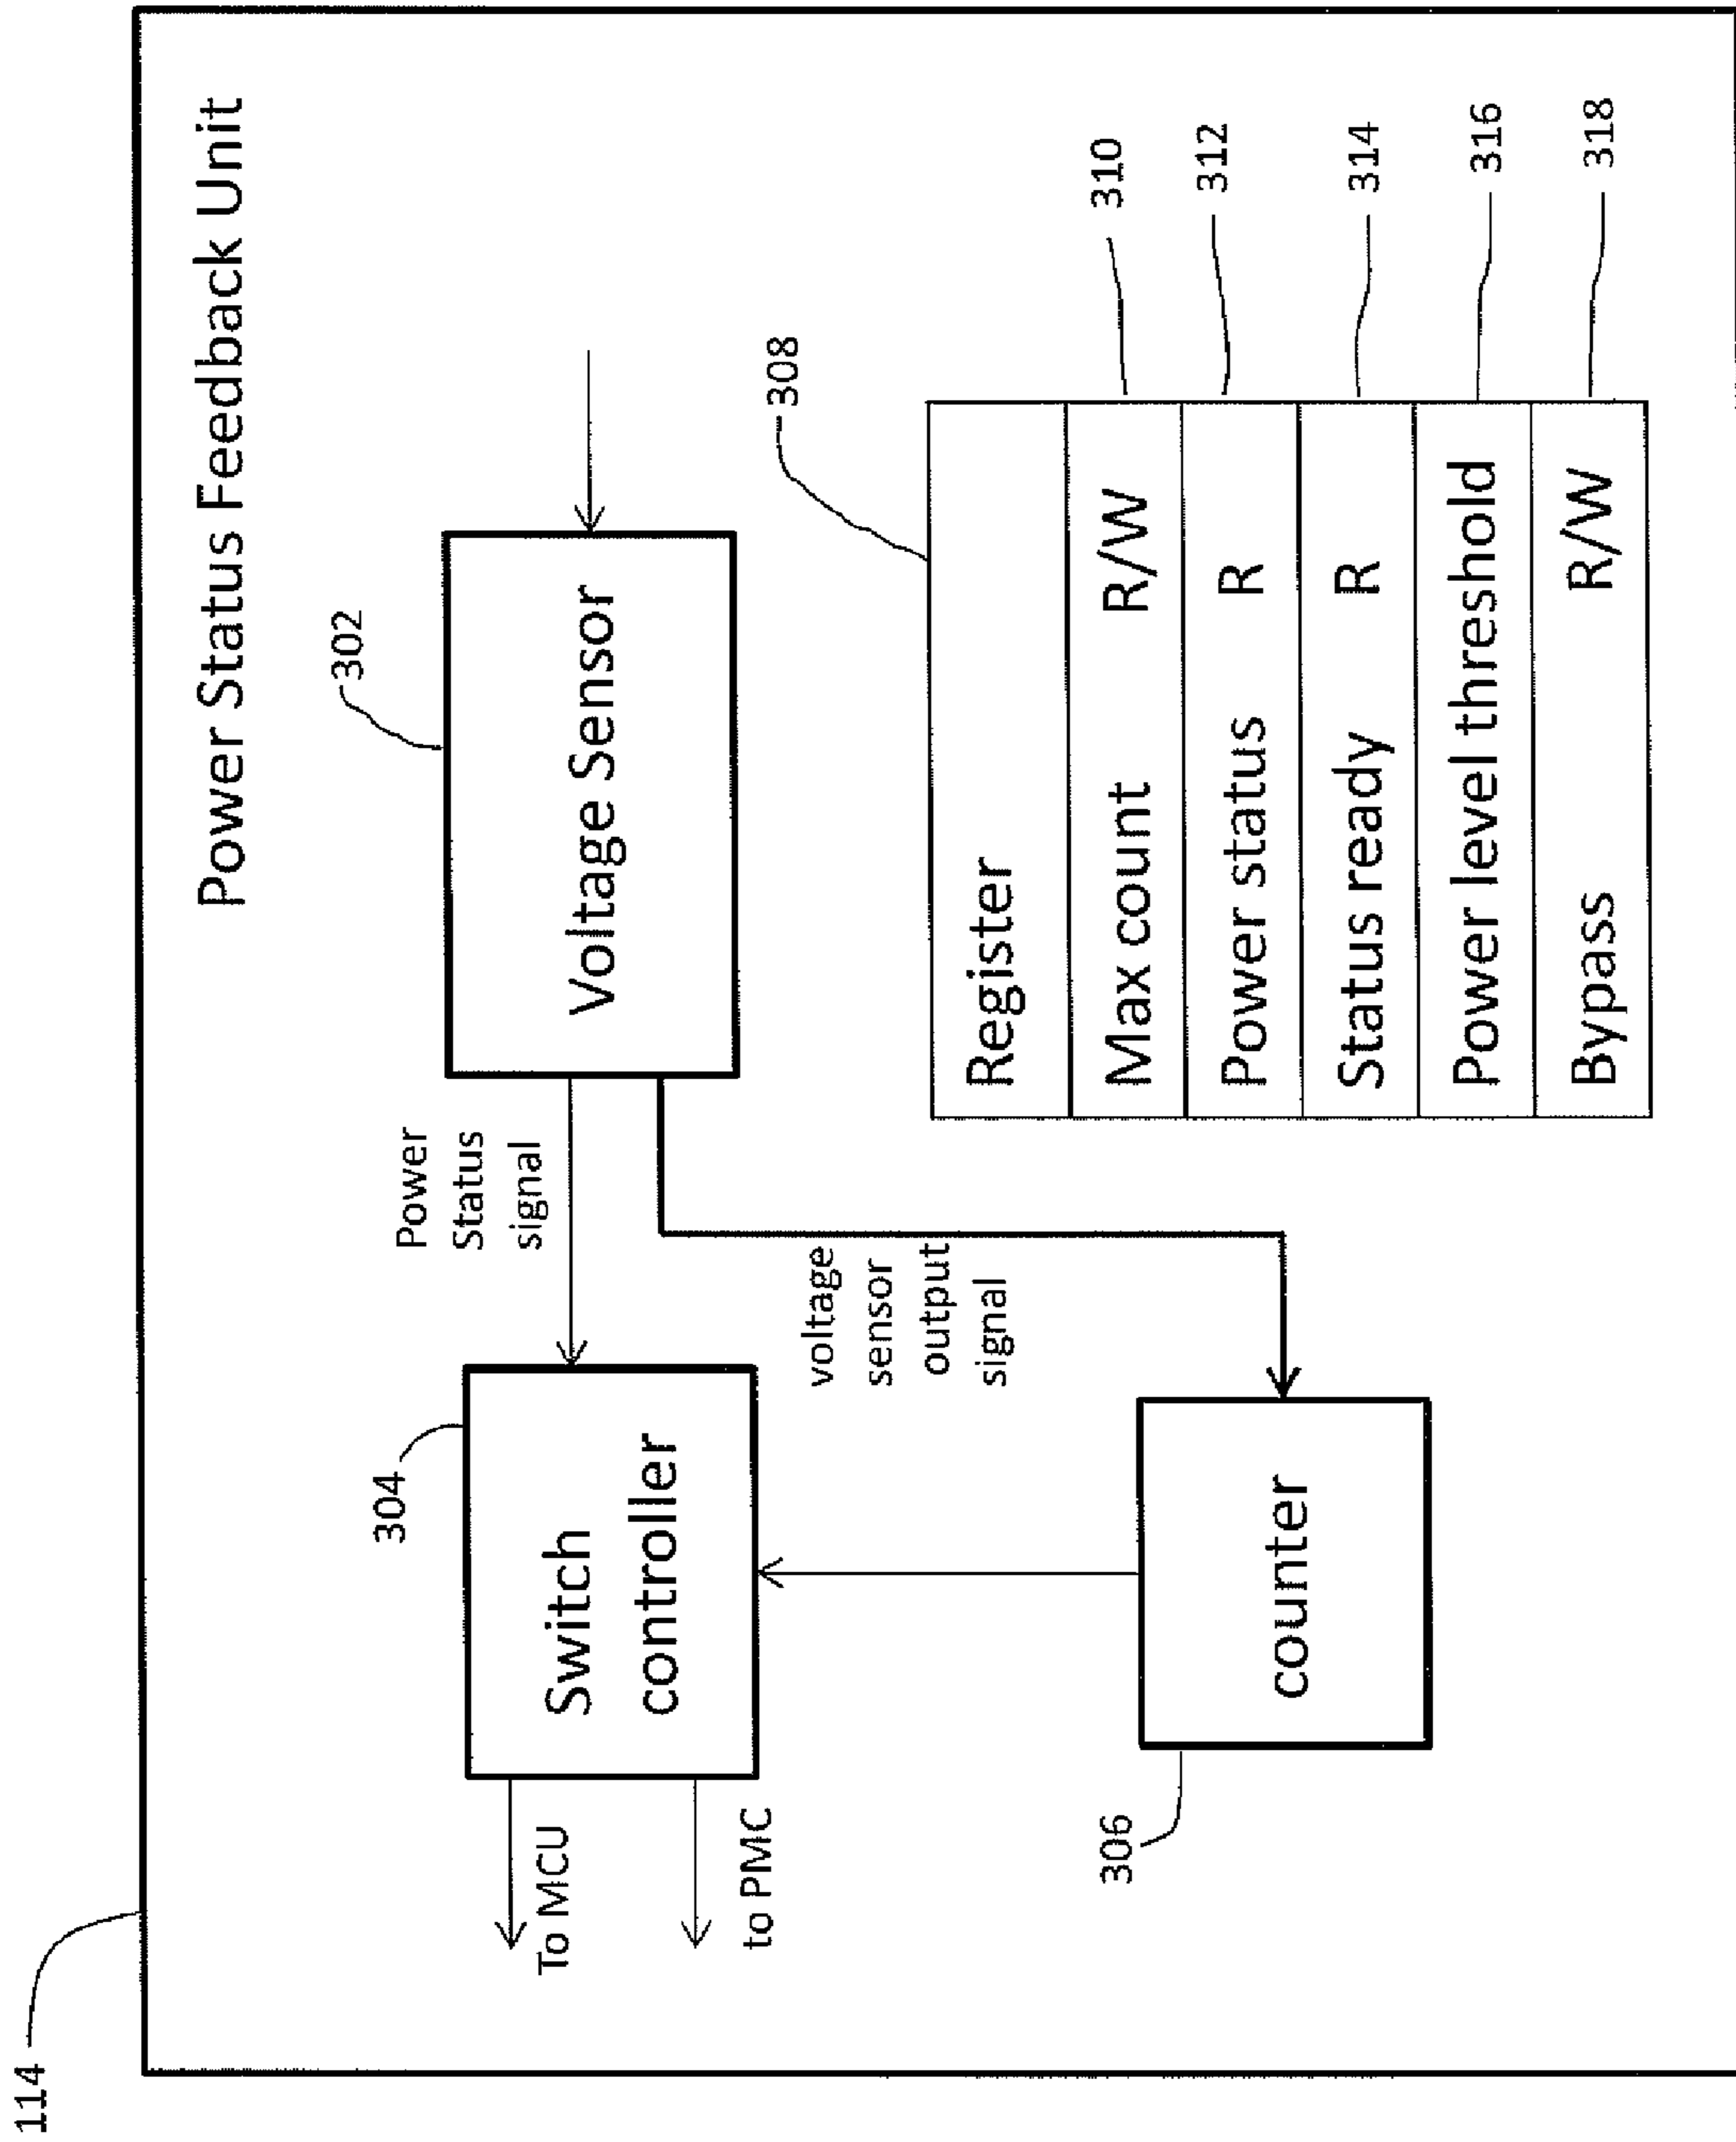 114
Power Status Feedback Unit
304
Switch
controller
To MCU
to PMC
Power
Status
signal
302
Voltage Sensor
voltage
sensor
output
signal
306
counter
308
Register
Max count R/W
310
Power status R
312
Status ready R
314
Power level threshold
316
Bypass R/W
318